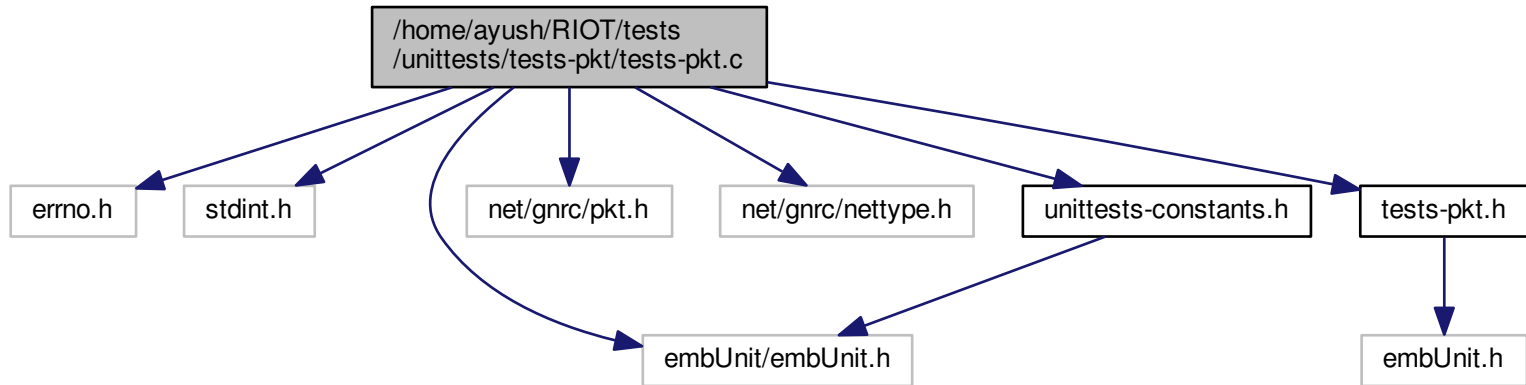 /home/ayush/RIOT/tests
/unittests/tests-pkt/tests-pkt.c
errno.h
stdint.h
net/gnrc/pkt.h
net/gnrc/nettype.h
unittests-constants.h
tests-pkt.h
embUnit/embUnit.h
embUnit.h